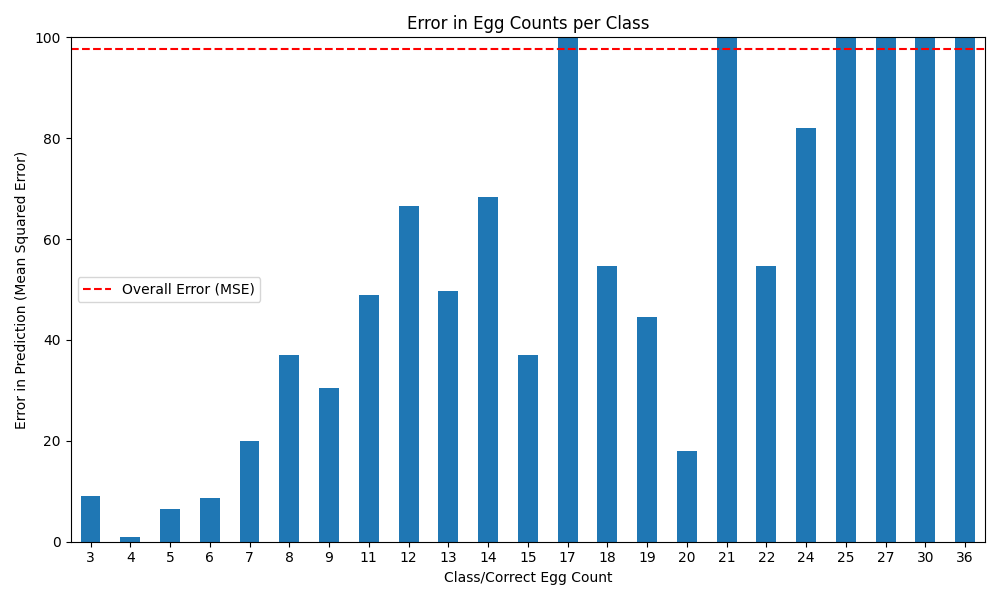 Error in Egg Counts per Class
100
80
60
40
20
0
Error in Prediction (Mean Squared Error)
Overall Error (MSE)
3 4 5 6 7 8 9 11 12 13 14 15 17 18 19 20 21 22 24 25 27 30 36
Class/Correct Egg Count